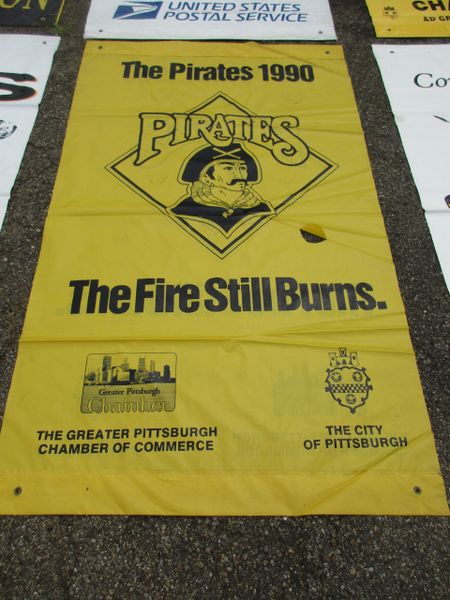 UNITED STATES
POSTAL SERVICE
The Pirates 1990
PIRATES
The Fire Still Burns.
Greater Pittsburgh
Chamber
THE GREATER PITTSBURGH
CHAMBER OF COMMERCE
THE CITY
OF PITTSBURGH